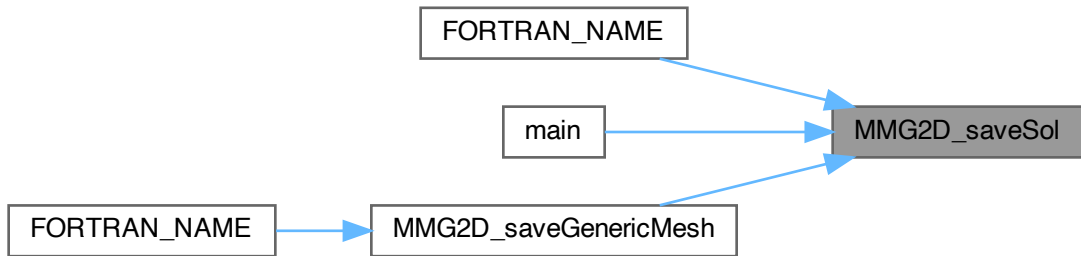 FORTRAN_NAME
main
MMG2D_saveSol
FORTRAN_NAME
MMG2D_saveGenericMesh